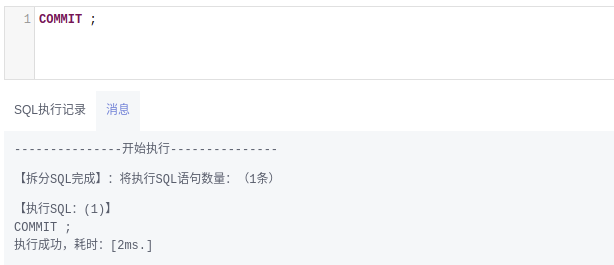 1 COMMIT ;
SQL执行记录 消息
---------------开始执行---------------
【拆分SQL完成】：将执行SQL语句数量：（1条）
【执行SQL：(1)】
COMMIT ;
执行成功，耗时：[2ms.]